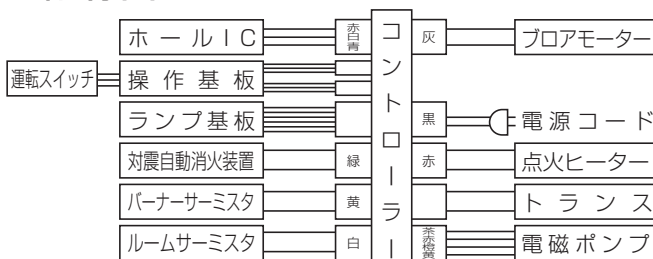 ホールIC
赤白青
コントローラー
灰
ブロアモーター
運転スイッチ
操作基板
ランプ基板
黒
電源コード
対震自動消火装置
緑
赤
点火ヒーター
バーナーサーミスタ
黄
トランス
ルームサーミスタ
白
茶赤橙黄
電磁ポンプ